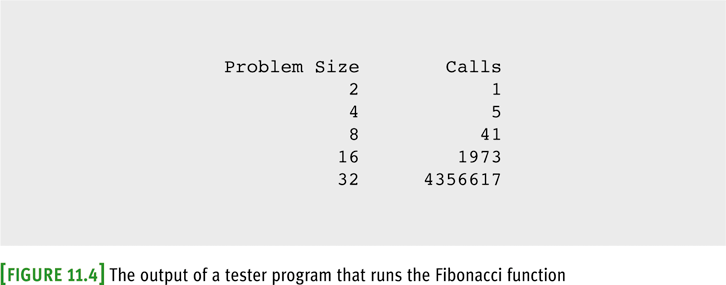 Problem Size Calls
2 1
4 5
8 41
16 1973
32 4356617
[FIGURE 11.4] The output of a tester program that runs the Fibonacci function